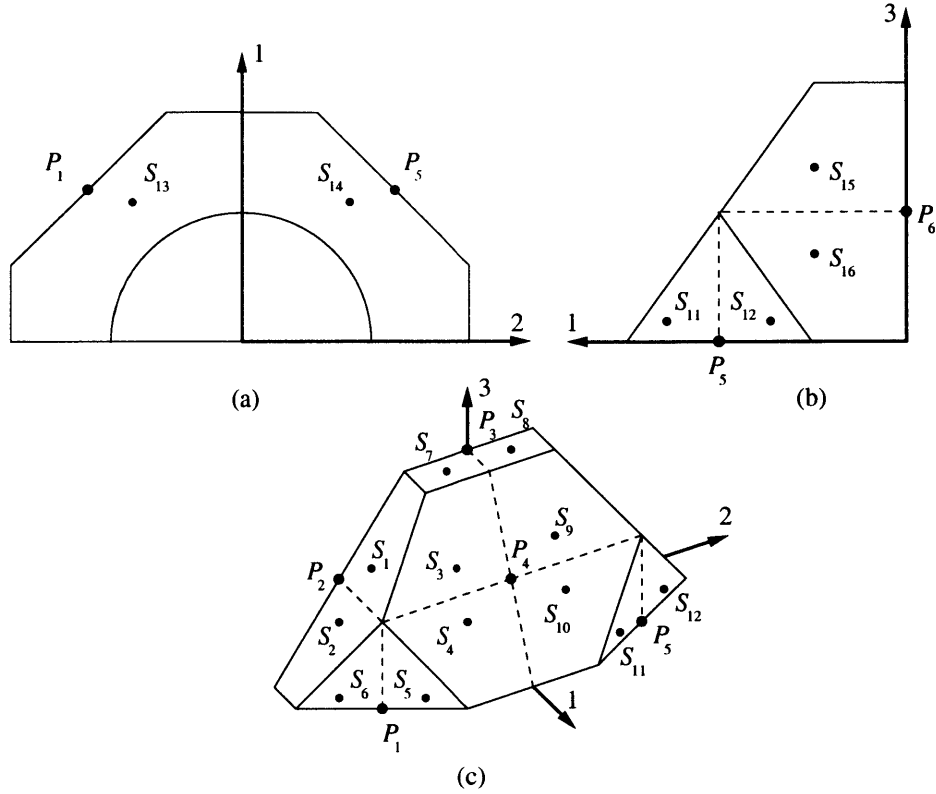 1
P₁
S₁₃
S₁₄
P₅
2
(a)
3
S₁₅
P₆
S₁₆
S₁₁
S₁₂
1
P₅
(b)
3
P₃
S₈
S₇
2
S₉
P₂
S₁
S₃
P₄
S₂
S₄
S₁₀
S₁₂
P₅
S₁₁
S₆
S₅
1
P₁
(c)